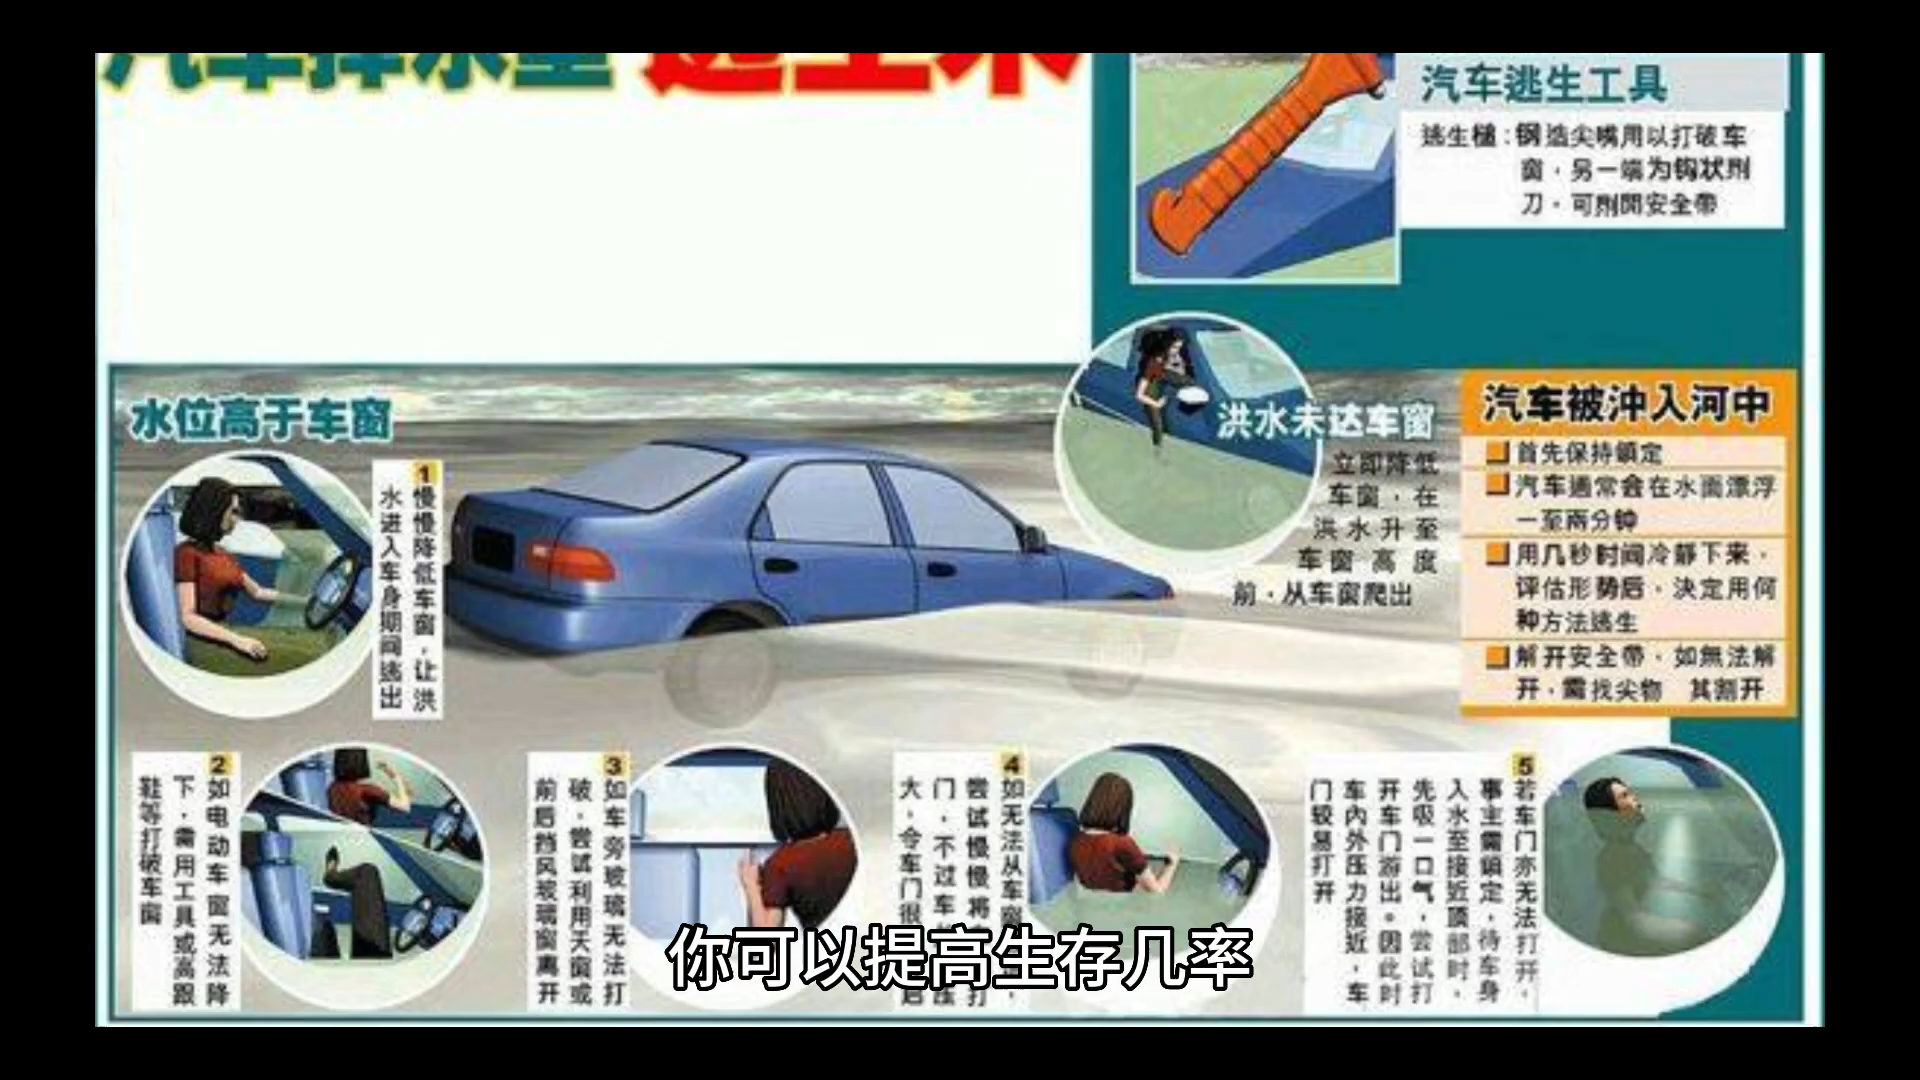 汽车逃生工具
逃生槌：钢造尖嘴用以打破车
窗，另一端为钩状㓥
刀，可㓥開安全帶
水位高于车窗
1
慢慢降低车窗，让洪
水进入车身期间逃出
洪水未达车窗
立即降低
车窗，在
洪水升至
车窗高度
前，从车窗爬出
汽车被沖入河中
首先保持鎮定
汽车通常会在水面漂浮
一至兩分钟
用几秒时间冷靜下来，
评估形势后，決定用何
种方法逃生
解开安全帶，如無法解
开，需找尖物 其割开
2
如电动车窗无法降
下，需用工具或高跟
鞋等打破车窗
3
如车旁玻璃无法打
破，尝试利用天窗或
前后挡风玻璃窗离开
4
如无法从车窗
尝试慢慢将
门，不过车
大，令车门很
5
若车门亦无法打开，
事主需鎮定，待车身
入水至接近頂部时，
先吸一口气，尝试打
开车门游出。因此时
车內外压力接近，车
门较易打开
你可以提高生存几率